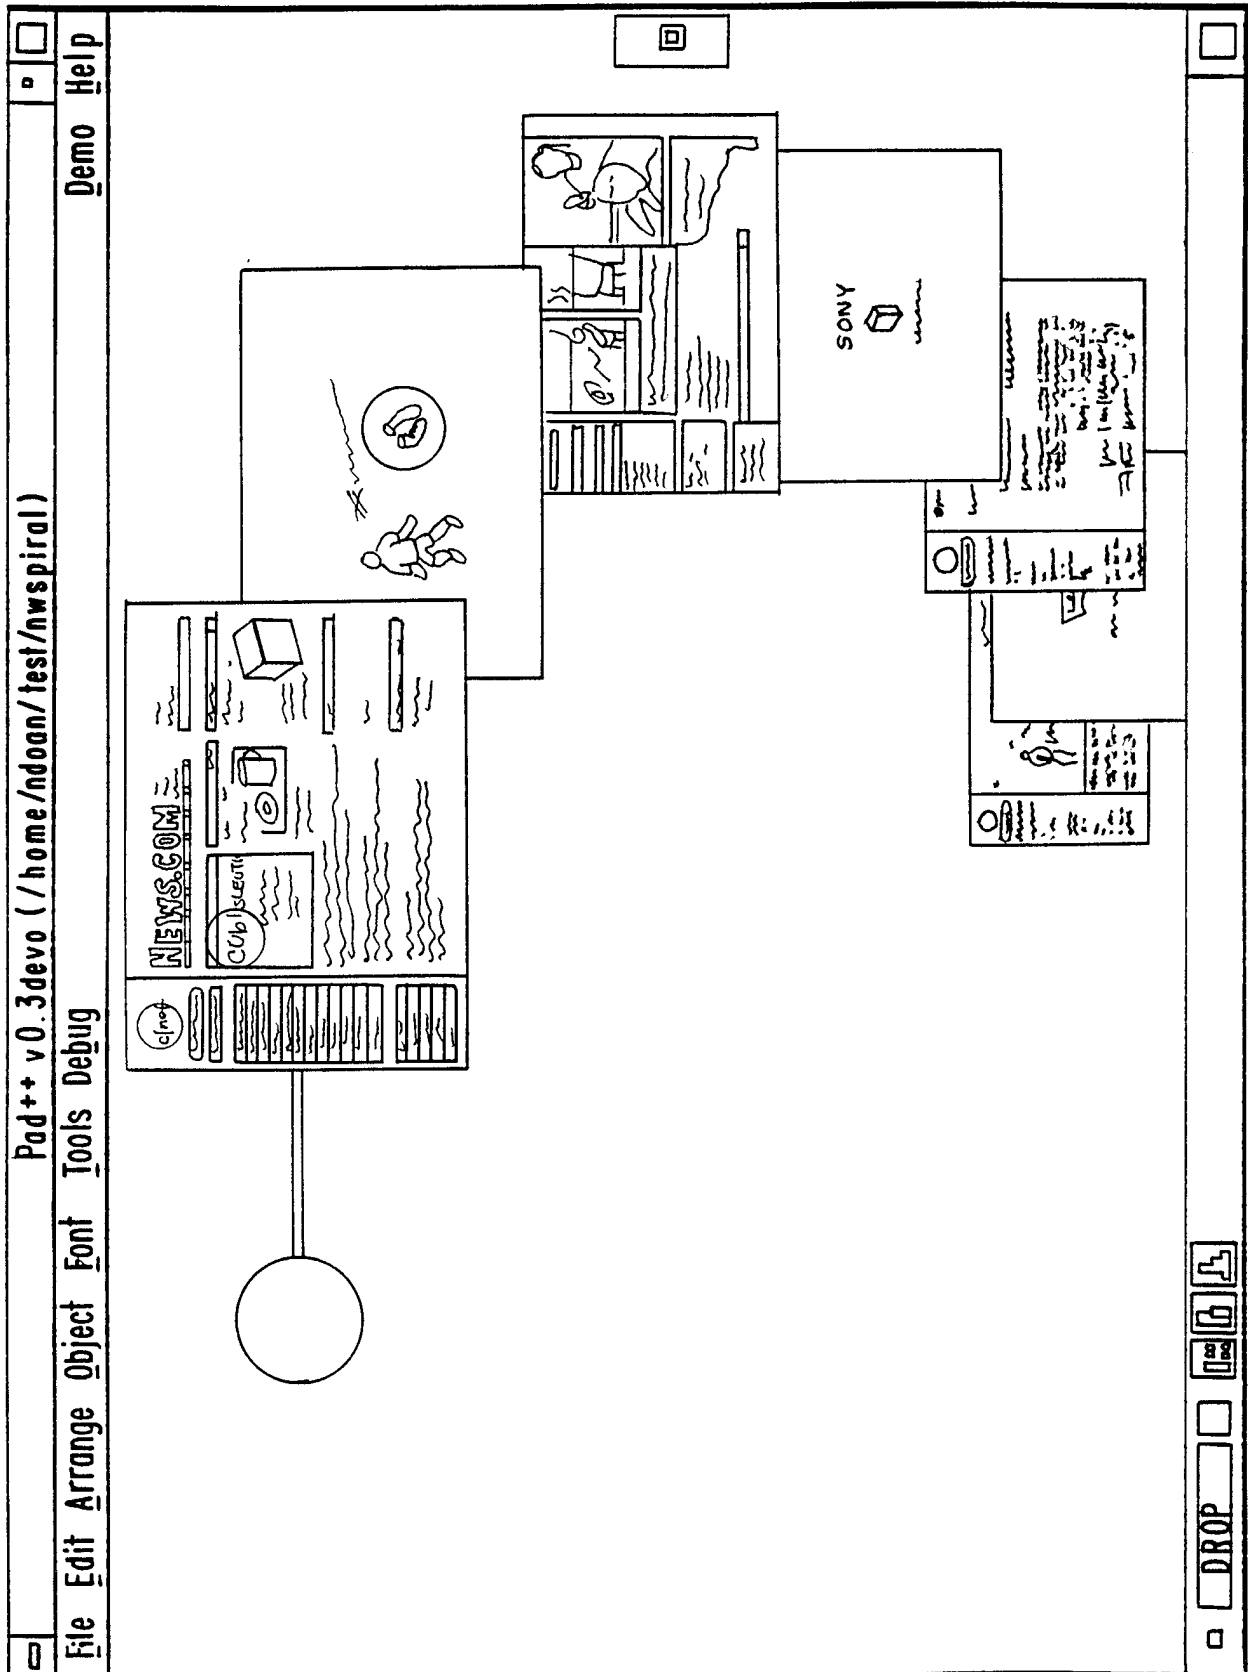 Pad++ v0.3devo (/home/ndoan/test/nwspiral)
File Edit Arrange Object Font Tools Debug Demo Help
c|net
NEWS.COM
SONY
DROP